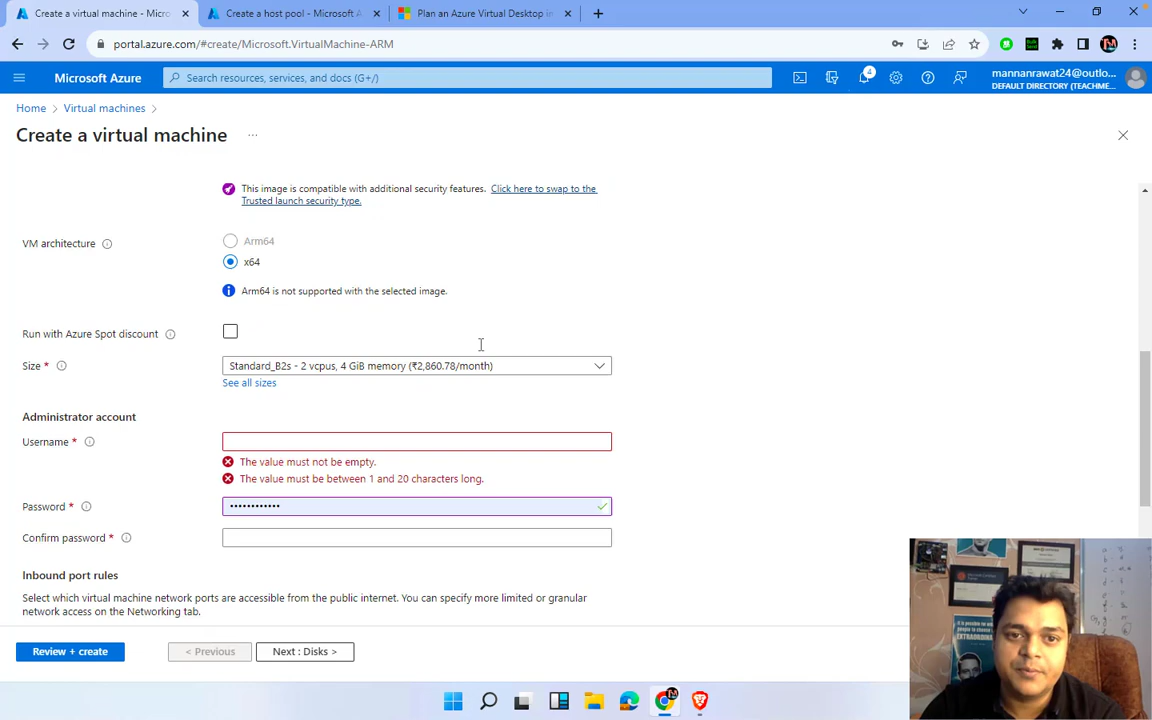 Create a virtual machine - Micro
Create a host pool - Microsoft A
Plan an Azure Virtual Desktop in
portal.azure.com/#create/Microsoft.VirtualMachine-ARM
Microsoft Azure
Search resources, services, and docs (G+/)
4
mannanrawat24@outlo...
DEFAULT DIRECTORY (TEACHME...
Home > Virtual machines >
Create a virtual machine ...
This image is compatible with additional security features. Click here to swap to the
Trusted launch security type.
VM architecture
Arm64
x64
Arm64 is not supported with the selected image.
Run with Azure Spot discount
Size *
Standard_B2s - 2 vcpus, 4 GiB memory (₹2,860.78/month)
See all sizes
Administrator account
Username *
The value must not be empty.
The value must be between 1 and 20 characters long.
Password *
••••••••••••
Confirm password *
Inbound port rules
Select which virtual machine network ports are accessible from the public internet. You can specify more limited or granular
network access on the Networking tab.
Review + create
< Previous
Next : Disks >
EXTRAORDINARY